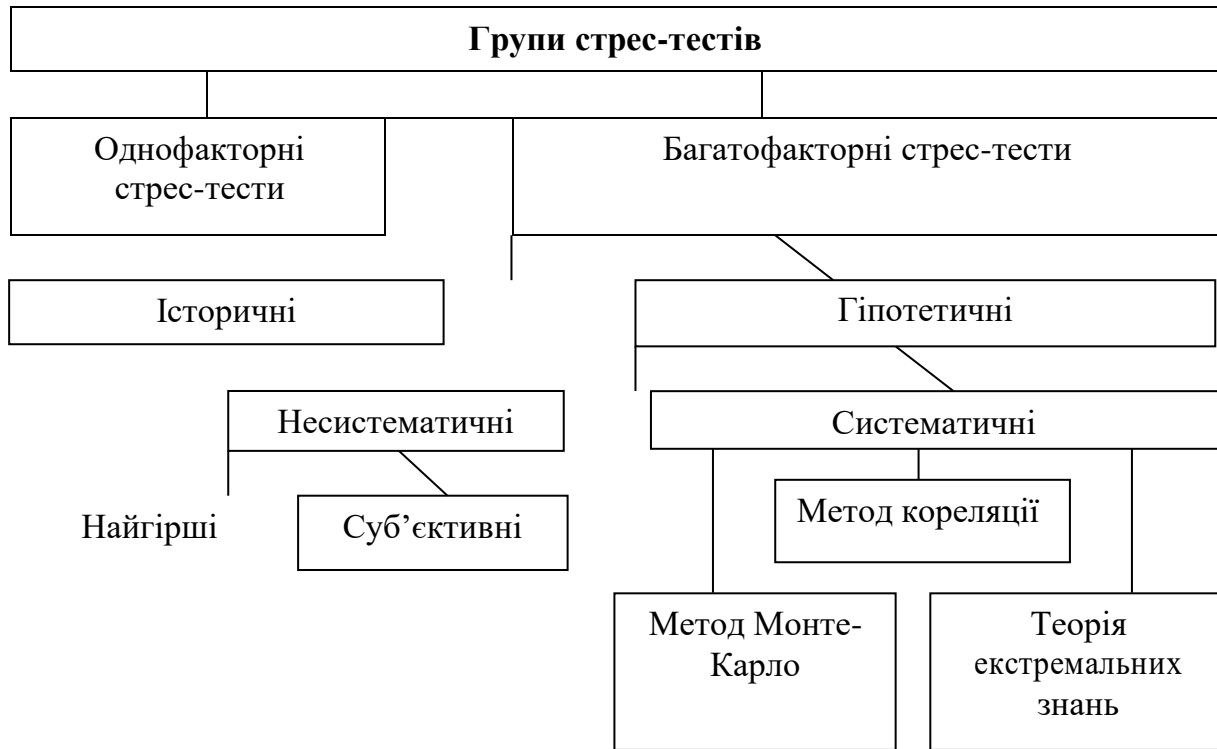 Групи стрес-тестів
Однофакторні
стрес-тести
Багатофакторні стрес-тести
Історичні
Гіпотетичні
Несистематичні
Систематичні
Найгірші
Суб’єктивні
Метод кореляції
Метод Монте-
Карло
Теорія
екстремальних
знань